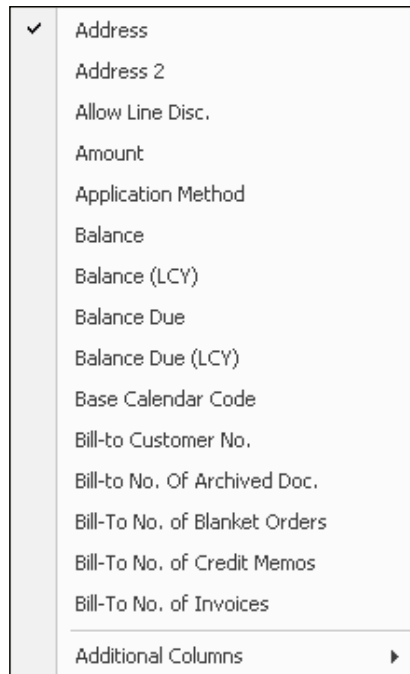 Address
Address 2
Allow Line Disc.
Amount
Application Method
Balance
Balance (LCY)
Balance Due
Balance Due (LCY)
Base Calendar Code
Bill-to Customer No.
Bill-to No. Of Archived Doc.
Bill-To No. of Blanket Orders
Bill-To No. of Credit Memos
Bill-To No. of Invoices
Additional Columns